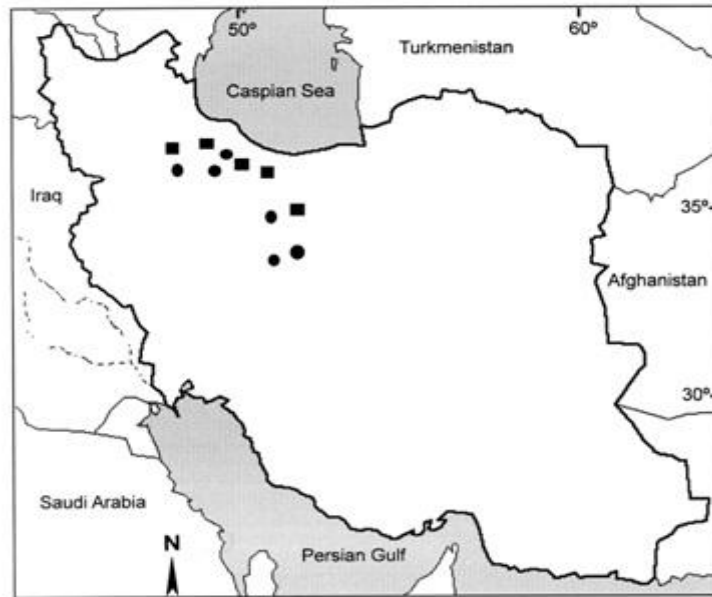 50º
60º
Turkmenistan
Caspian Sea
Iraq
35º
Afghanistan
30º
Saudi Arabia
N
Persian Gulf